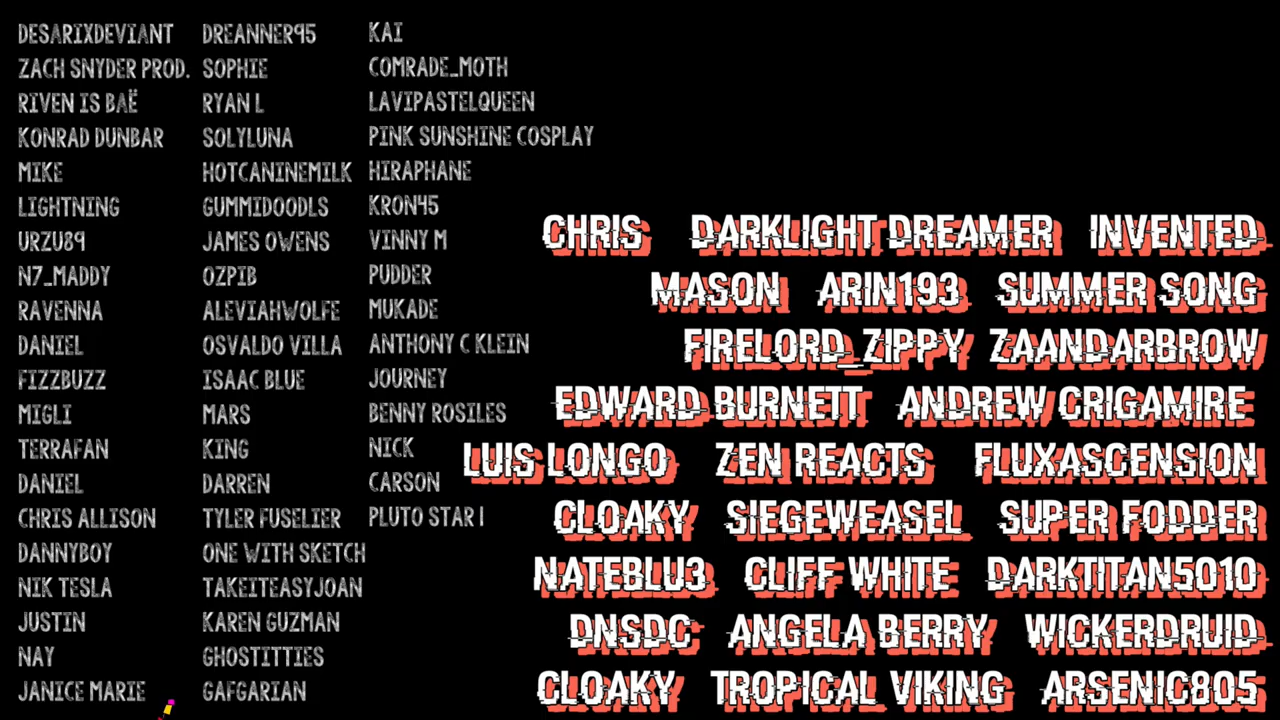 DESARIXDEVIANT
ZACH SNYDER PROD.
RIVEN IS BAË
KONRAD DUNBAR
MIKE
LIGHTNING
URZU89
N7_MADDY
RAVENNA
DANIEL
FIZZBUZZ
MIGLI
TERRAFAN
DANIEL
CHRIS ALLISON
DANNYBOY
NIK TESLA
JUSTIN
NAY
JANICE MARIE
DREANNER95
SOPHIE
RYAN L
SOLYLUNA
HOTCANINEMILK
GUMMIDOODLS
JAMES OWENS
OZPIB
ALEVIAHWOLFE
OSVALDO VILLA
ISAAC BLUE
MARS
KING
DARREN
TYLER FUSELIER
ONE WITH SKETCH
TAKEITEASYJOAN
KAREN GUZMAN
GHOSTITTIES
GAFGARIAN
KAI
COMRADE_MOTH
LAVIPASTELQUEEN
PINK SUNSHINE COSPLAY
HIRAPHANE
KRON45
VINNY M
PUDDER
MUKADE
ANTHONY C KLEIN
JOURNEY
BENNY ROSILES
NICK
CARSON
PLUTO STAR I
CHRIS DARKLIGHT DREAMER INVENTED
MASON ARIN193 SUMMER SONG
FIRELORD_ZIPPY ZAANDARBROW
EDWARD BURNETT ANDREW CRIGAMIRE
LUIS LONGO ZEN REACTS FLUXASCENSION
CLOAKY SIEGEWEASEL SUPER FODDER
NATEBLU3 CLIFF WHITE DARKTITAN5010
DNSDC ANGELA BERRY WICKERDRUID
CLOAKY TROPICAL VIKING ARSENIC805